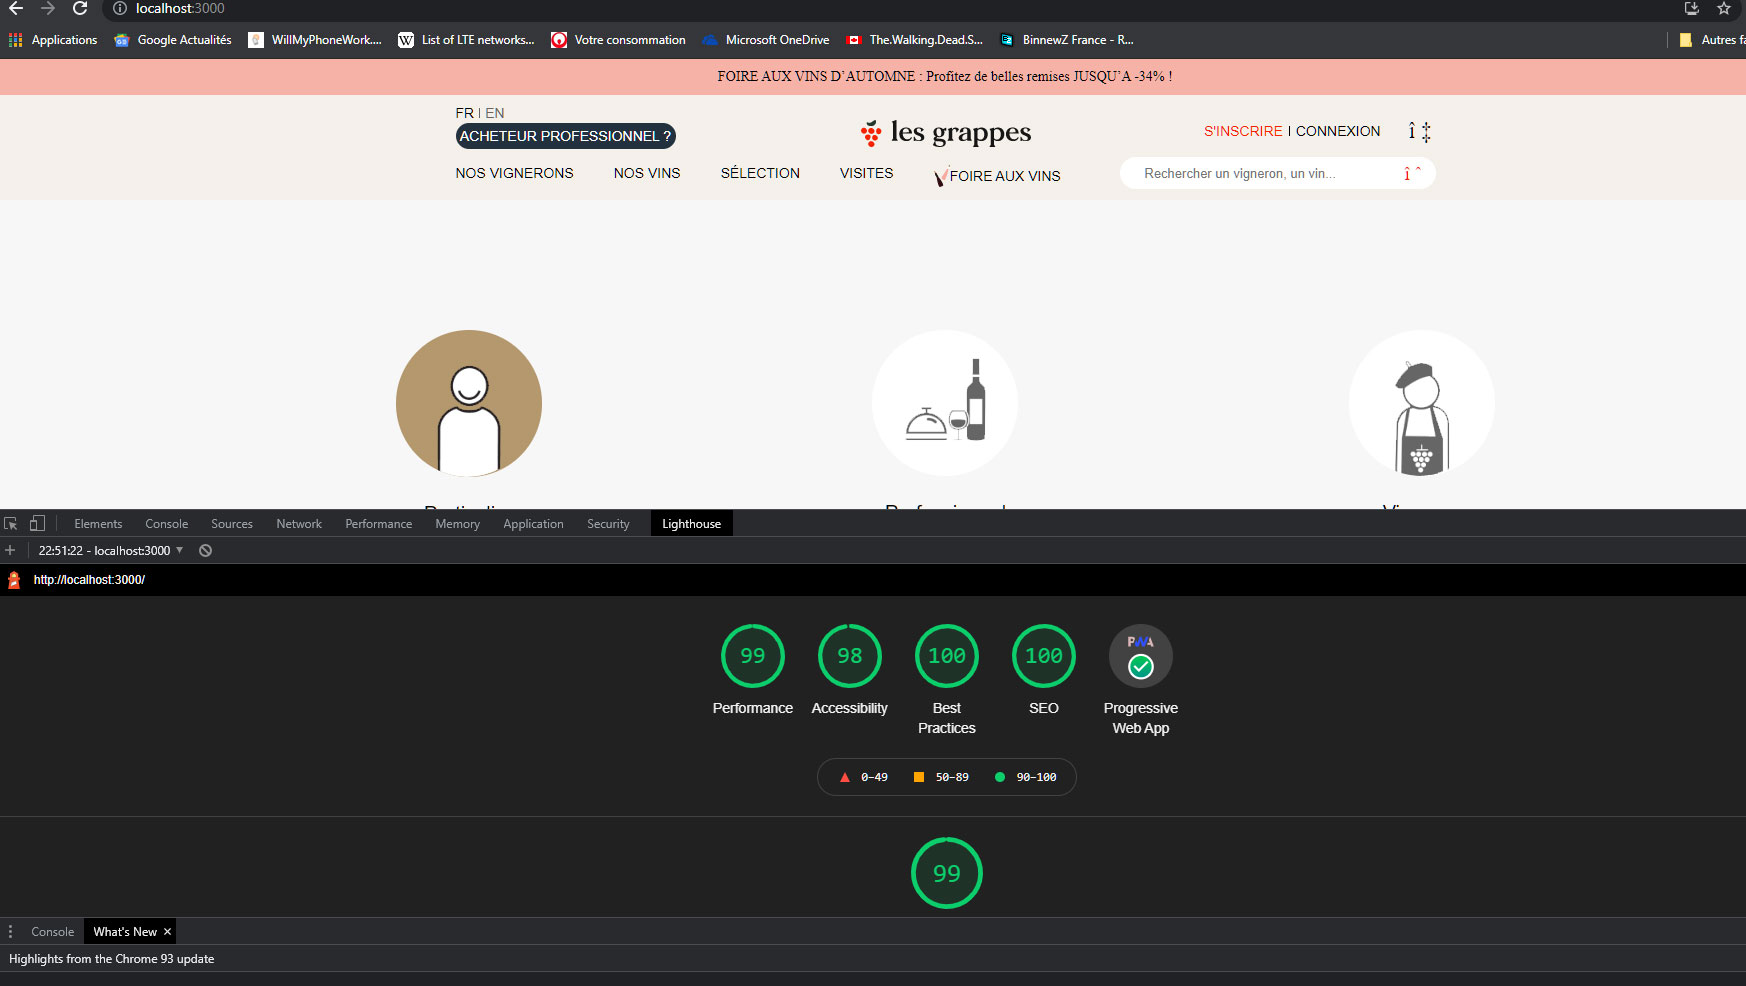 localhost:3000
Applications Google Actualités WillMyPhoneWork.... List of LTE networks... Votre consommation Microsoft OneDrive The.Walking.Dead.S... BinnewZ France - R... Autres fa
FOIRE AUX VINS D'AUTOMNE : Profitez de belles remises JUSQU'A -34% !
FR I EN
ACHETEUR PROFESSIONNEL ?
les grappes
S'INSCRIRE I CONNEXION î ‡
NOS VIGNERONS NOS VINS SÉLECTION VISITES FOIRE AUX VINS
Rechercher un vigneron, un vin... î ˆ
Elements Console Sources Network Performance Memory Application Security Lighthouse
+ 22:51:22 - localhost:3000
http://localhost:3000/
99 98 100 100 PWA
Performance Accessibility Best Practices SEO Progressive Web App
0–49 50–89 90–100
99
Console What's New ×
Highlights from the Chrome 93 update